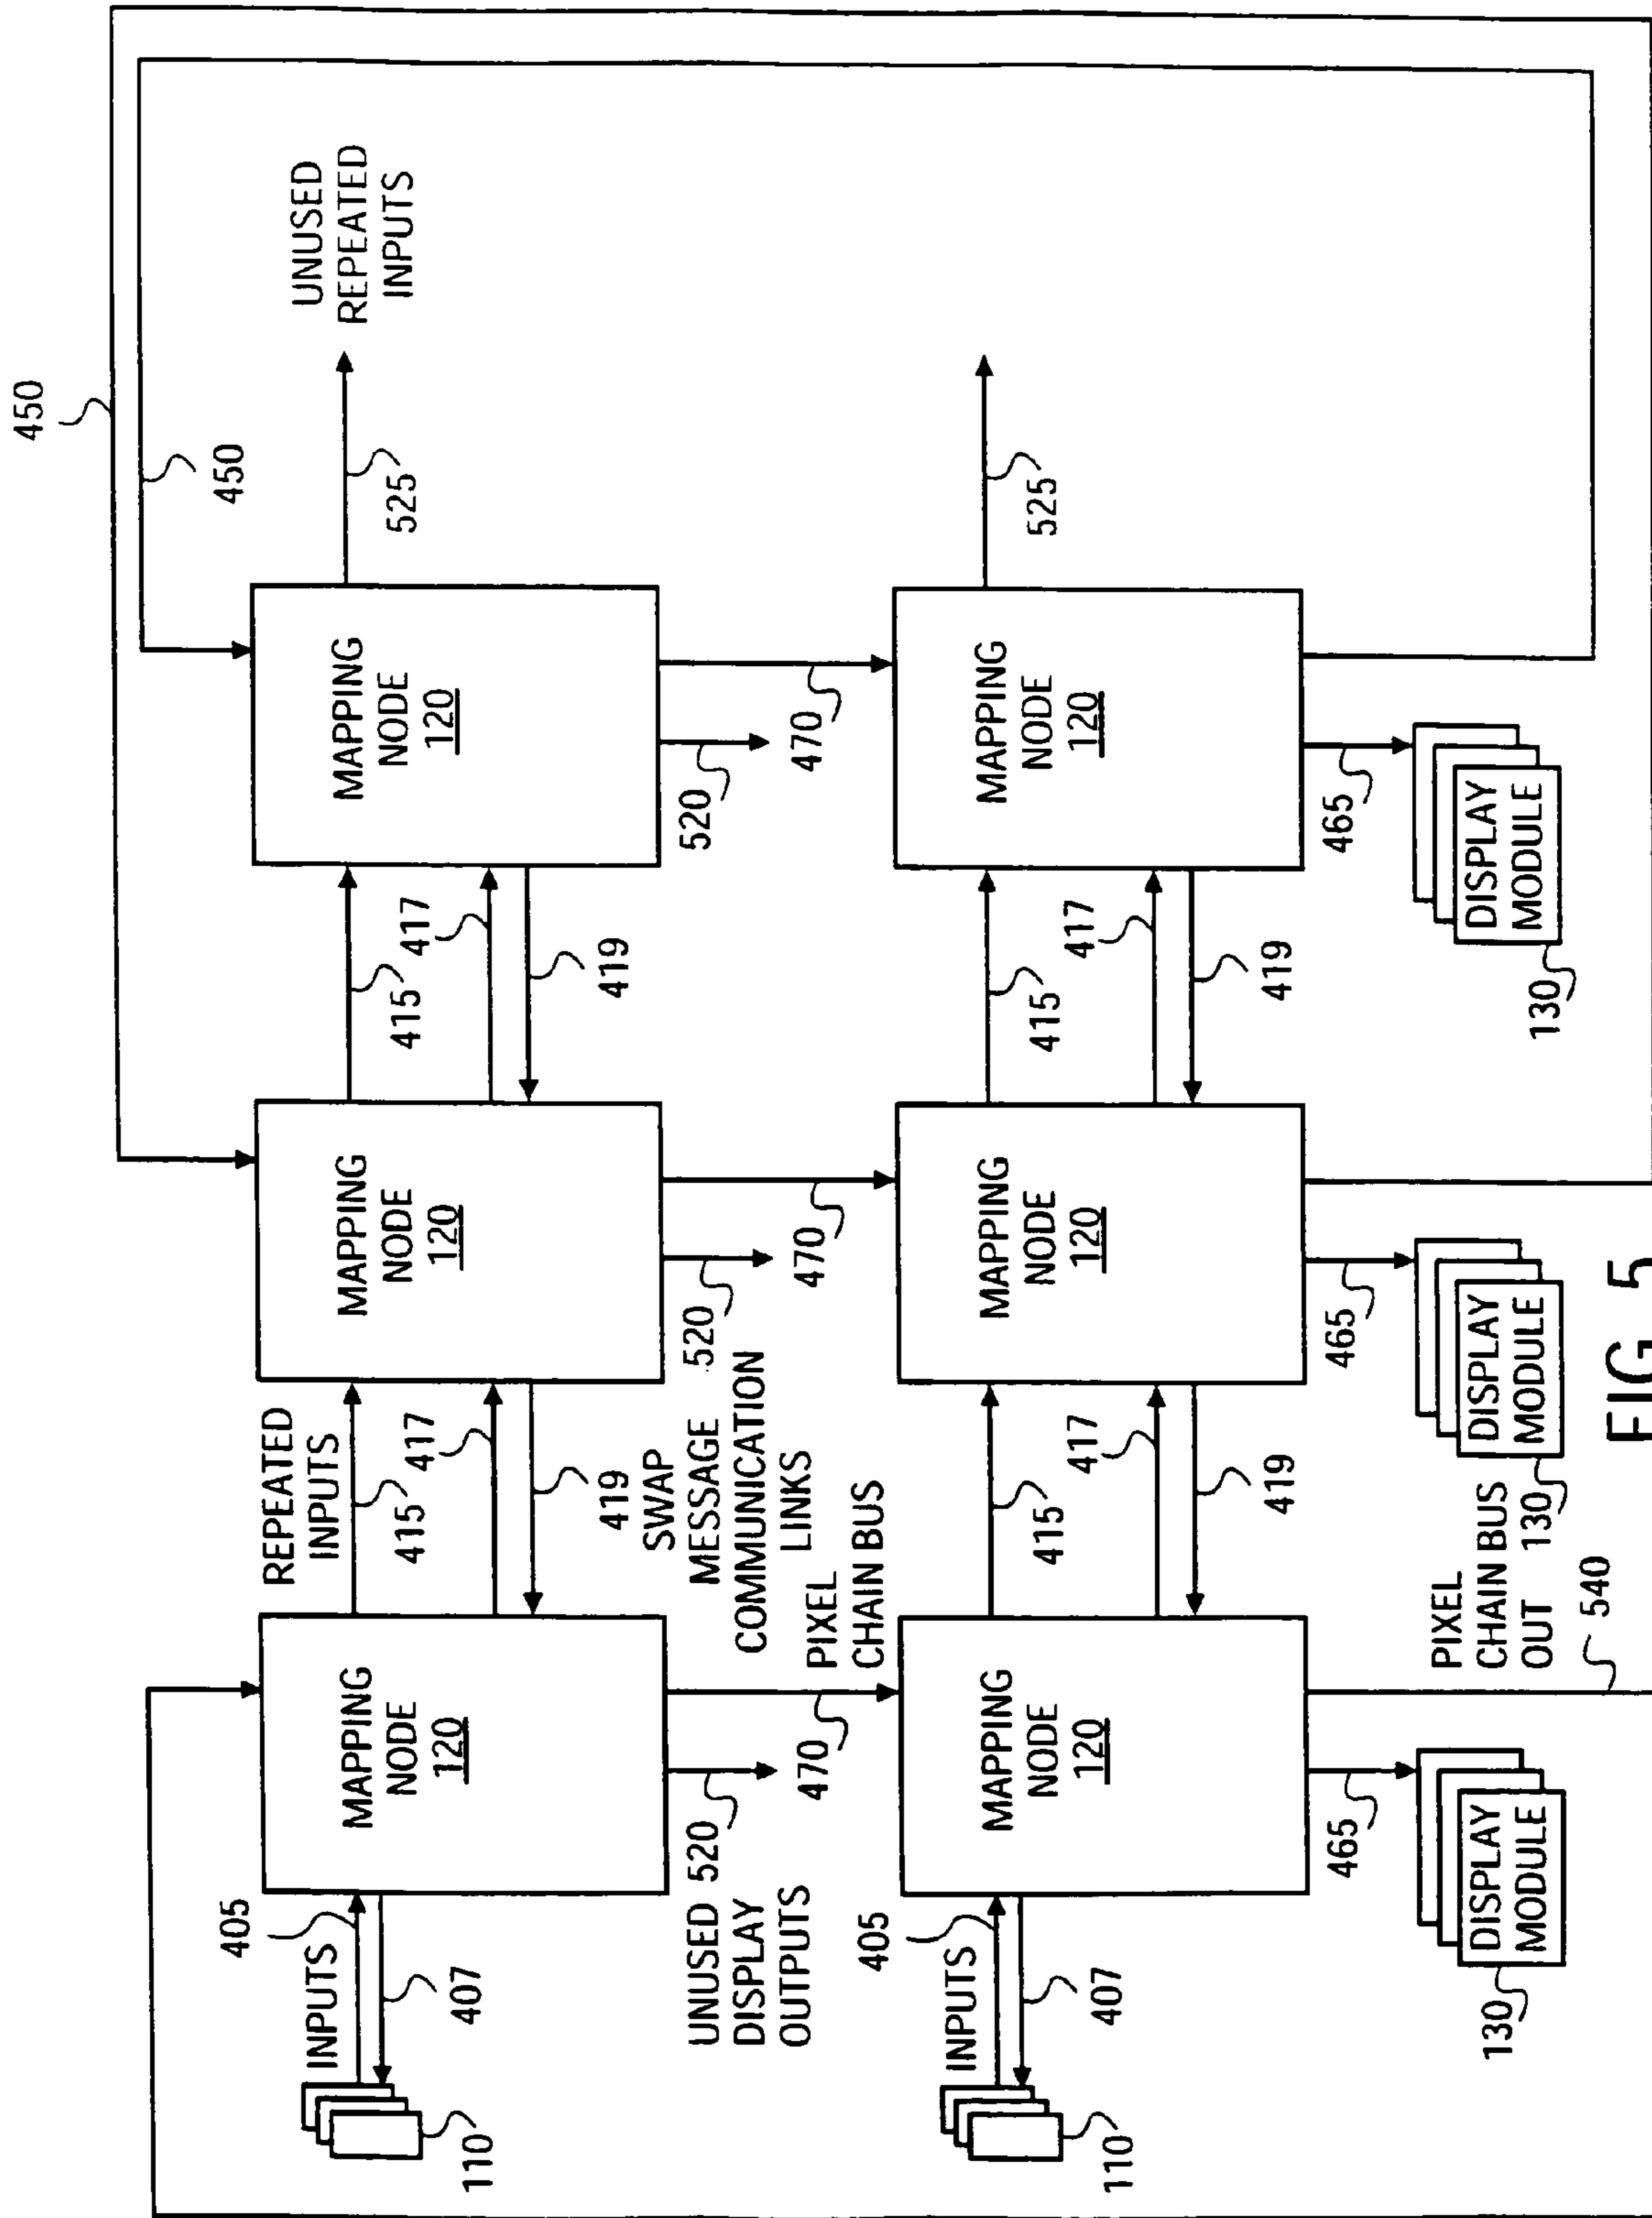 450
450
405
INPUTS
407
110
MAPPING
NODE
120
REPEATED
INPUTS
415
417
419
SWAP
MESSAGE
COMMUNICATION
LINKS
MAPPING
NODE
120
415
417
419
MAPPING
NODE
120
525
UNUSED
REPEATED
INPUTS
UNUSED
DISPLAY
OUTPUTS
520
470
PIXEL
CHAIN BUS
520
470
520
470
405
INPUTS
407
110
MAPPING
NODE
120
415
417
419
MAPPING
NODE
120
415
417
419
MAPPING
NODE
120
525
465
DISPLAY
MODULE
130
PIXEL
CHAIN BUS
OUT
540
465
DISPLAY
MODULE
130
465
DISPLAY
MODULE
130
FIG. 5